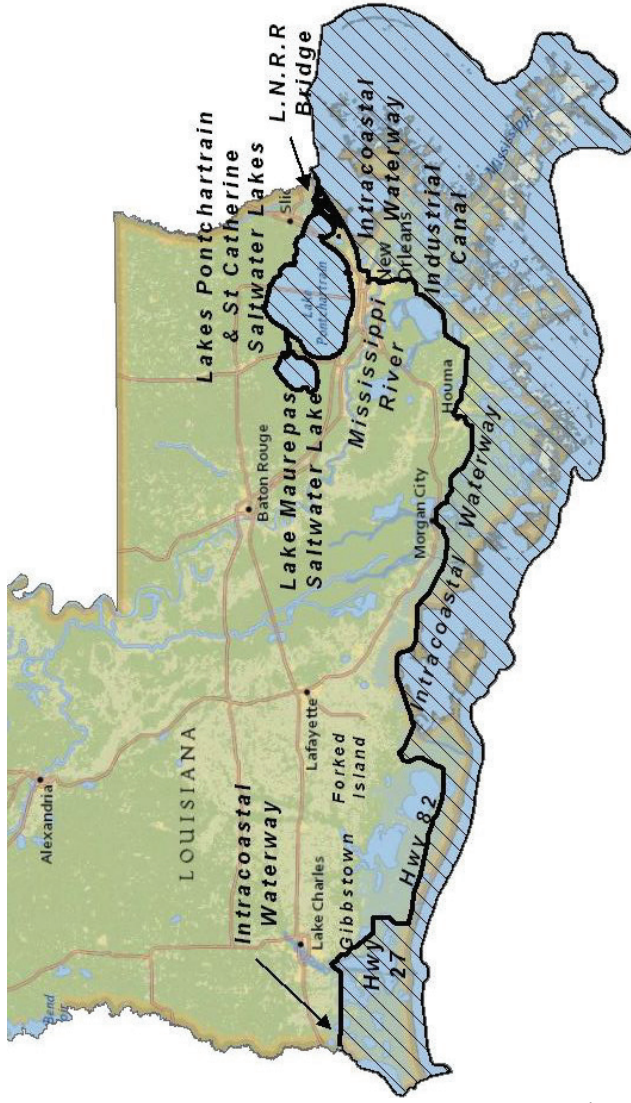 Alexandria
Bend
LOUISIANA
Intracoastal
Waterway
Lake Charles
Gibbstown
Hwy
27
Hwy 82
Lafayette
Forked
Island
Baton Rouge
Lake Maurepas
Saltwater Lake
Lakes Pontchartrain
& St Catherine
Saltwater Lakes
Lake
Pontchartrain
L.N.R.R
Bridge
Mississippi
River
New
Orleans
Intracoastal
Waterway
Industrial
Canal
Morgan City
Houma
Intracoastal Waterway
Mississippi